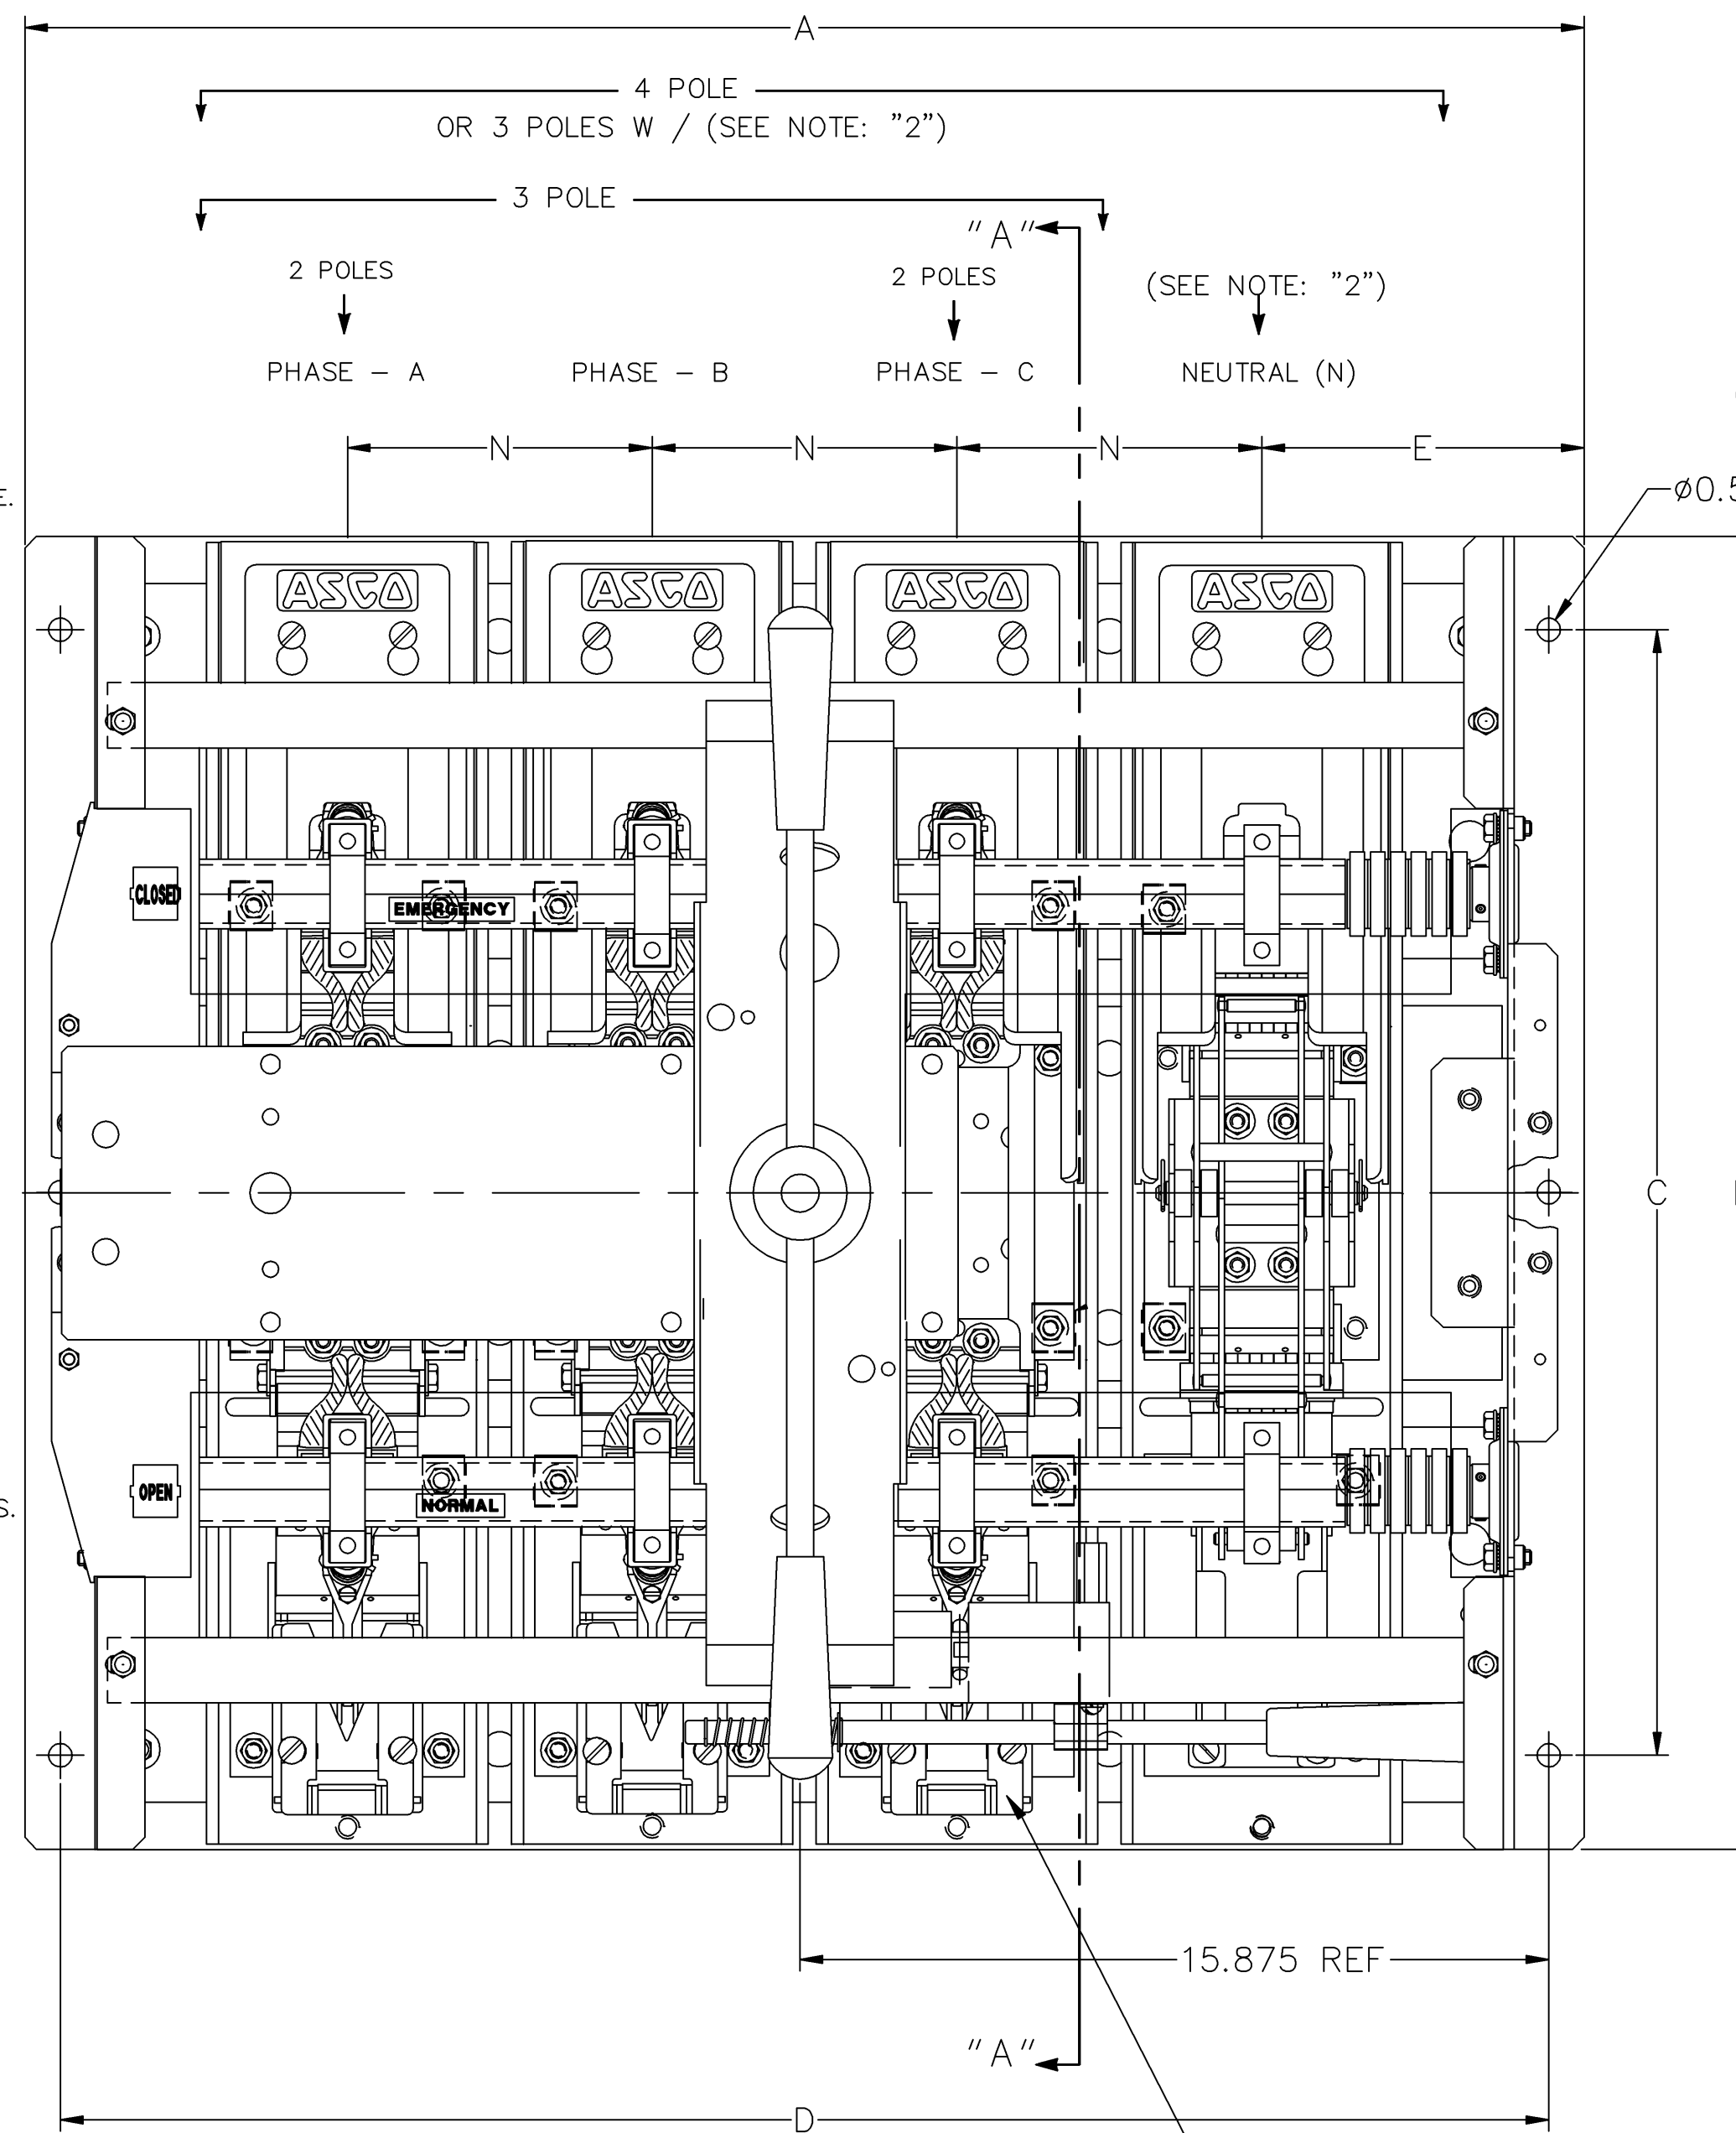 A
4 POLE
OR 3 POLES W / (SEE NOTE: "2")
3 POLE
"A"
2 POLES
2 POLES
(SEE NOTE: "2")
PHASE - A
PHASE - B
PHASE - C
NEUTRAL (N)
N
N
N
E
E.
ø0.5
ASCO
ASCO
ASCO
ASCO
CLOSED
EMERGENCY
C
OPEN
NORMAL
S.
15.875 REF
"A"
D